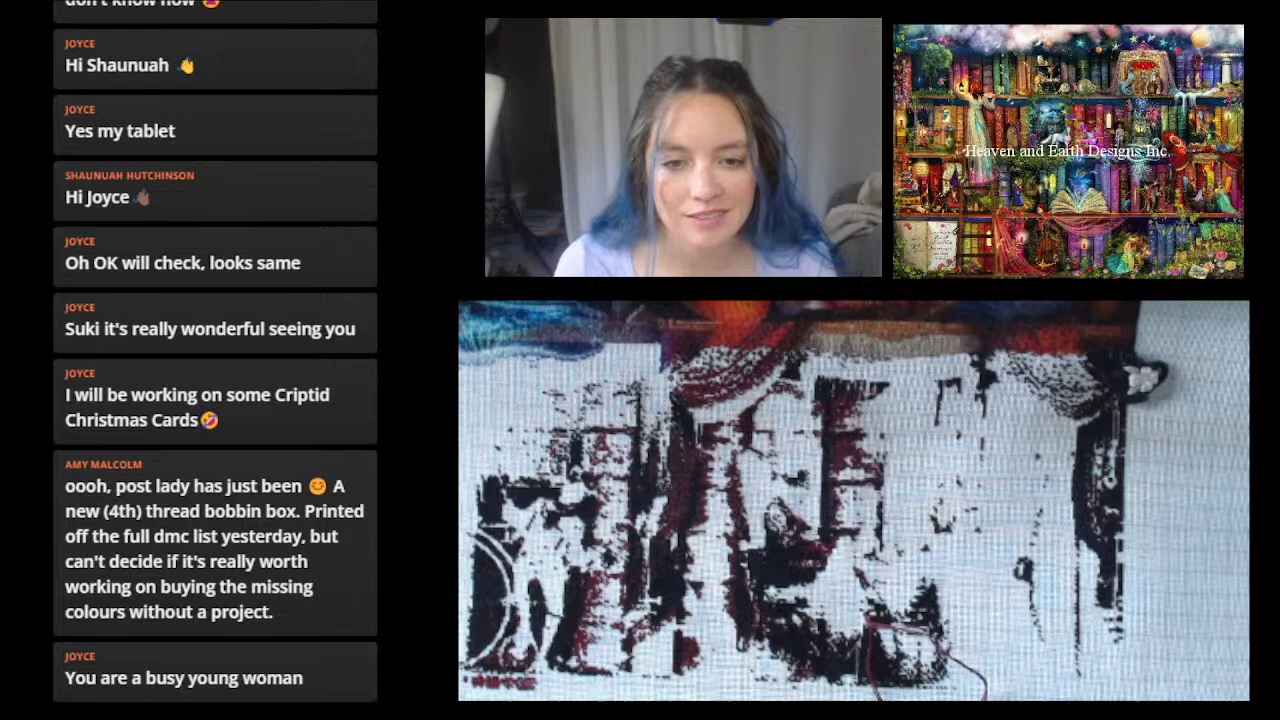 don't know how
JOYCE
Hi Shaunuah 👋
JOYCE
Yes my tablet
SHAUNUAH HUTCHINSON
Hi Joyce 👋🏾
JOYCE
Oh OK will check, looks same
JOYCE
Suki it's really wonderful seeing you
JOYCE
I will be working on some Criptid
Christmas Cards🤣
AMY MALCOLM
oooh, post lady has just been 😊 A
new (4th) thread bobbin box. Printed
off the full dmc list yesterday, but
can't decide if it's really worth
working on buying the missing
colours without a project.
JOYCE
You are a busy young woman
Heaven and Earth Designs Inc.